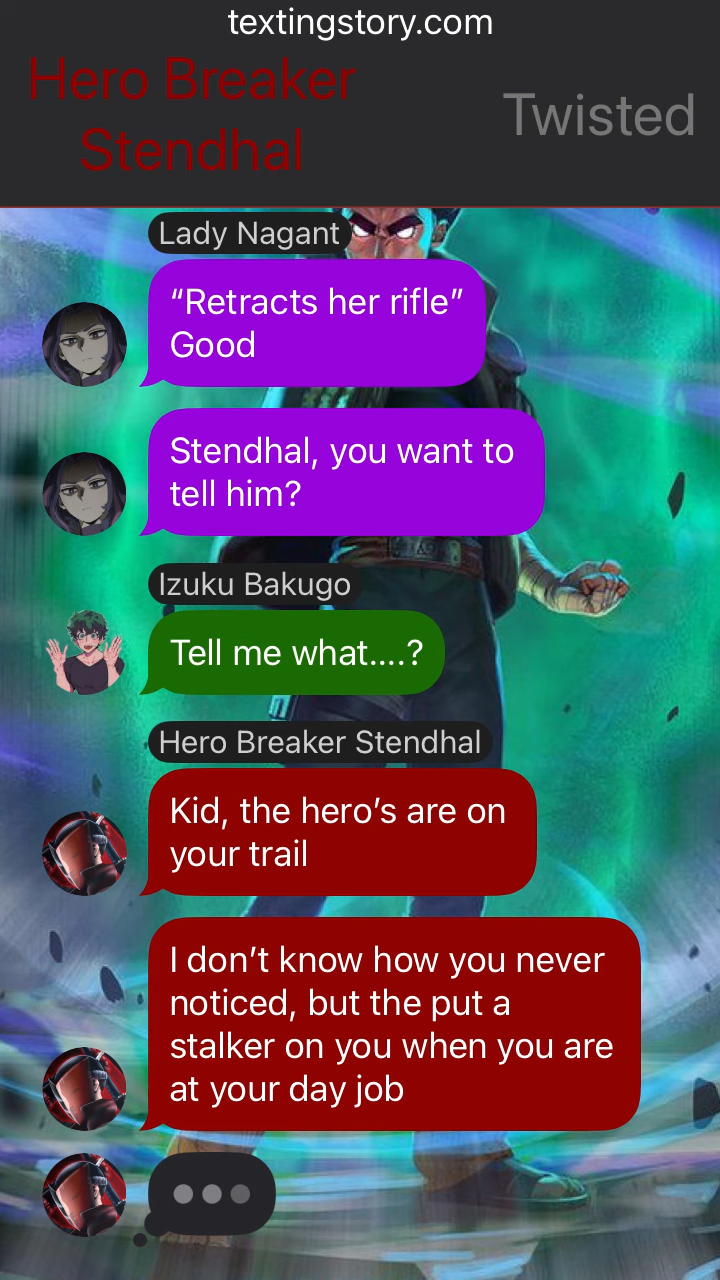 textingstory.com
Hero Breaker
Stendhal
Twisted
Lady Nagant
“Retracts her rifle”
Good
Stendhal, you want to
tell him?
Izuku Bakugo
Tell me what....?
Hero Breaker Stendhal
Kid, the hero’s are on
your trail
I don’t know how you never
noticed, but the put a
stalker on you when you are
at your day job